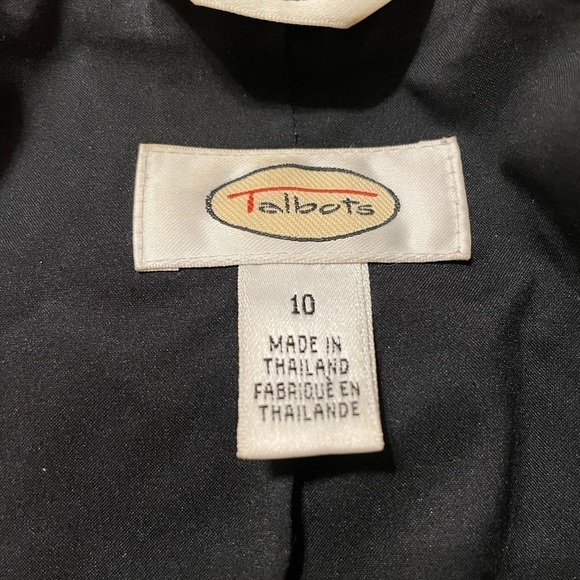 Talbots
10
MADE IN
THAILAND
FABRIQUÉ EN
THAILANDE